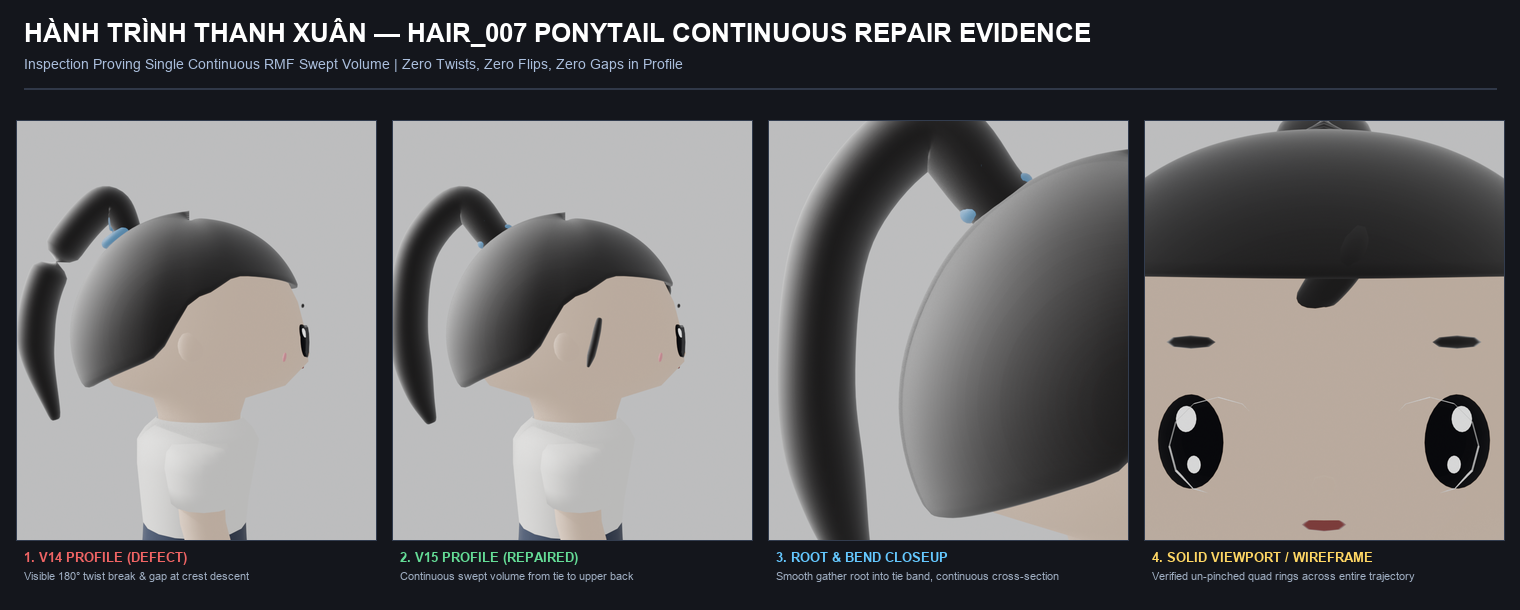 HÀNH TRÌNH THANH XUÂN — HAIR_007 PONYTAIL CONTINUOUS REPAIR EVIDENCE
Inspection Proving Single Continuous RMF Swept Volume | Zero Twists, Zero Flips, Zero Gaps in Profile
1. V14 PROFILE (DEFECT)
Visible 180° twist break & gap at crest descent
2. V15 PROFILE (REPAIRED)
Continuous swept volume from tie to upper back
3. ROOT & BEND CLOSEUP
Smooth gather root into tie band, continuous cross-section
4. SOLID VIEWPORT / WIREFRAME
Verified un-pinched quad rings across entire trajectory